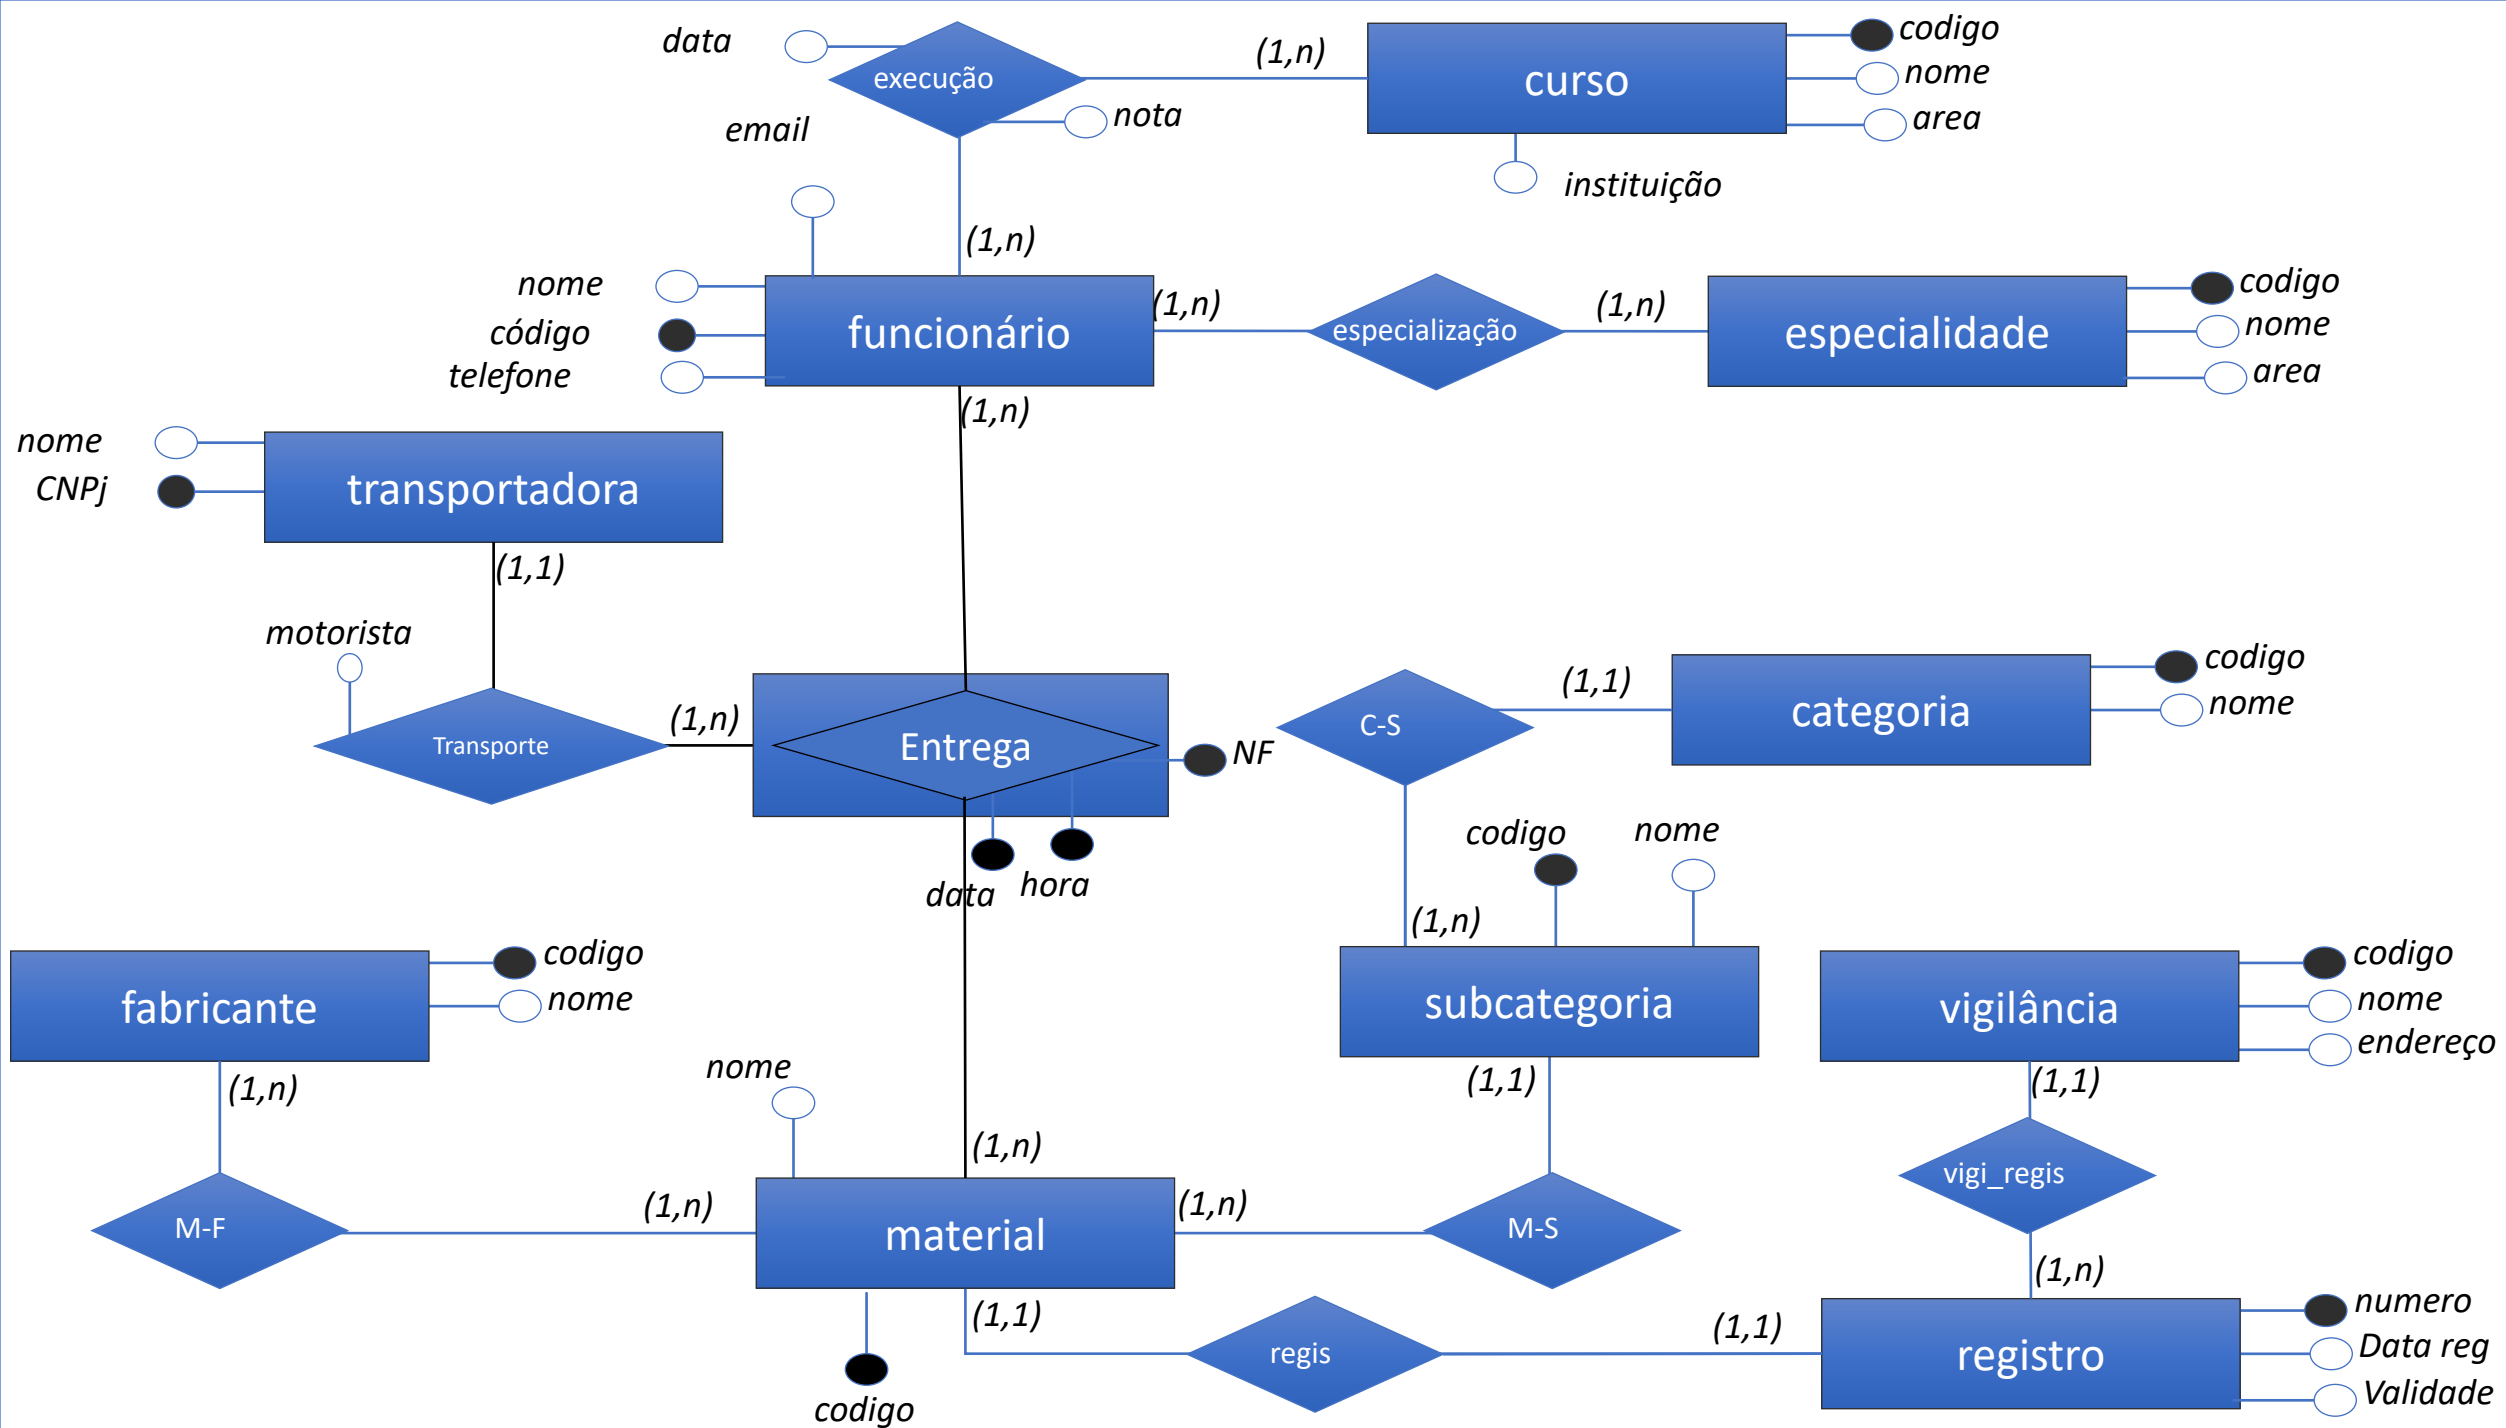 data
execução
(1,n)
curso
codigo
nome
area
nota
email
instituição
(1,n)
nome
código
telefone
funcionário
(1,n)
especialização
(1,n)
especialidade
codigo
nome
area
(1,n)
nome
CNPj
transportadora
(1,1)
motorista
Transporte
(1,n)
Entrega
NF
data
hora
C-S
(1,1)
categoria
codigo
nome
codigo
nome
(1,n)
subcategoria
(1,1)
fabricante
codigo
nome
(1,n)
vigilância
codigo
nome
endereço
(1,1)
nome
(1,n)
M-F
(1,n)
material
(1,n)
M-S
vigi_regis
(1,n)
(1,1)
codigo
regis
(1,1)
registro
numero
Data reg
Validade